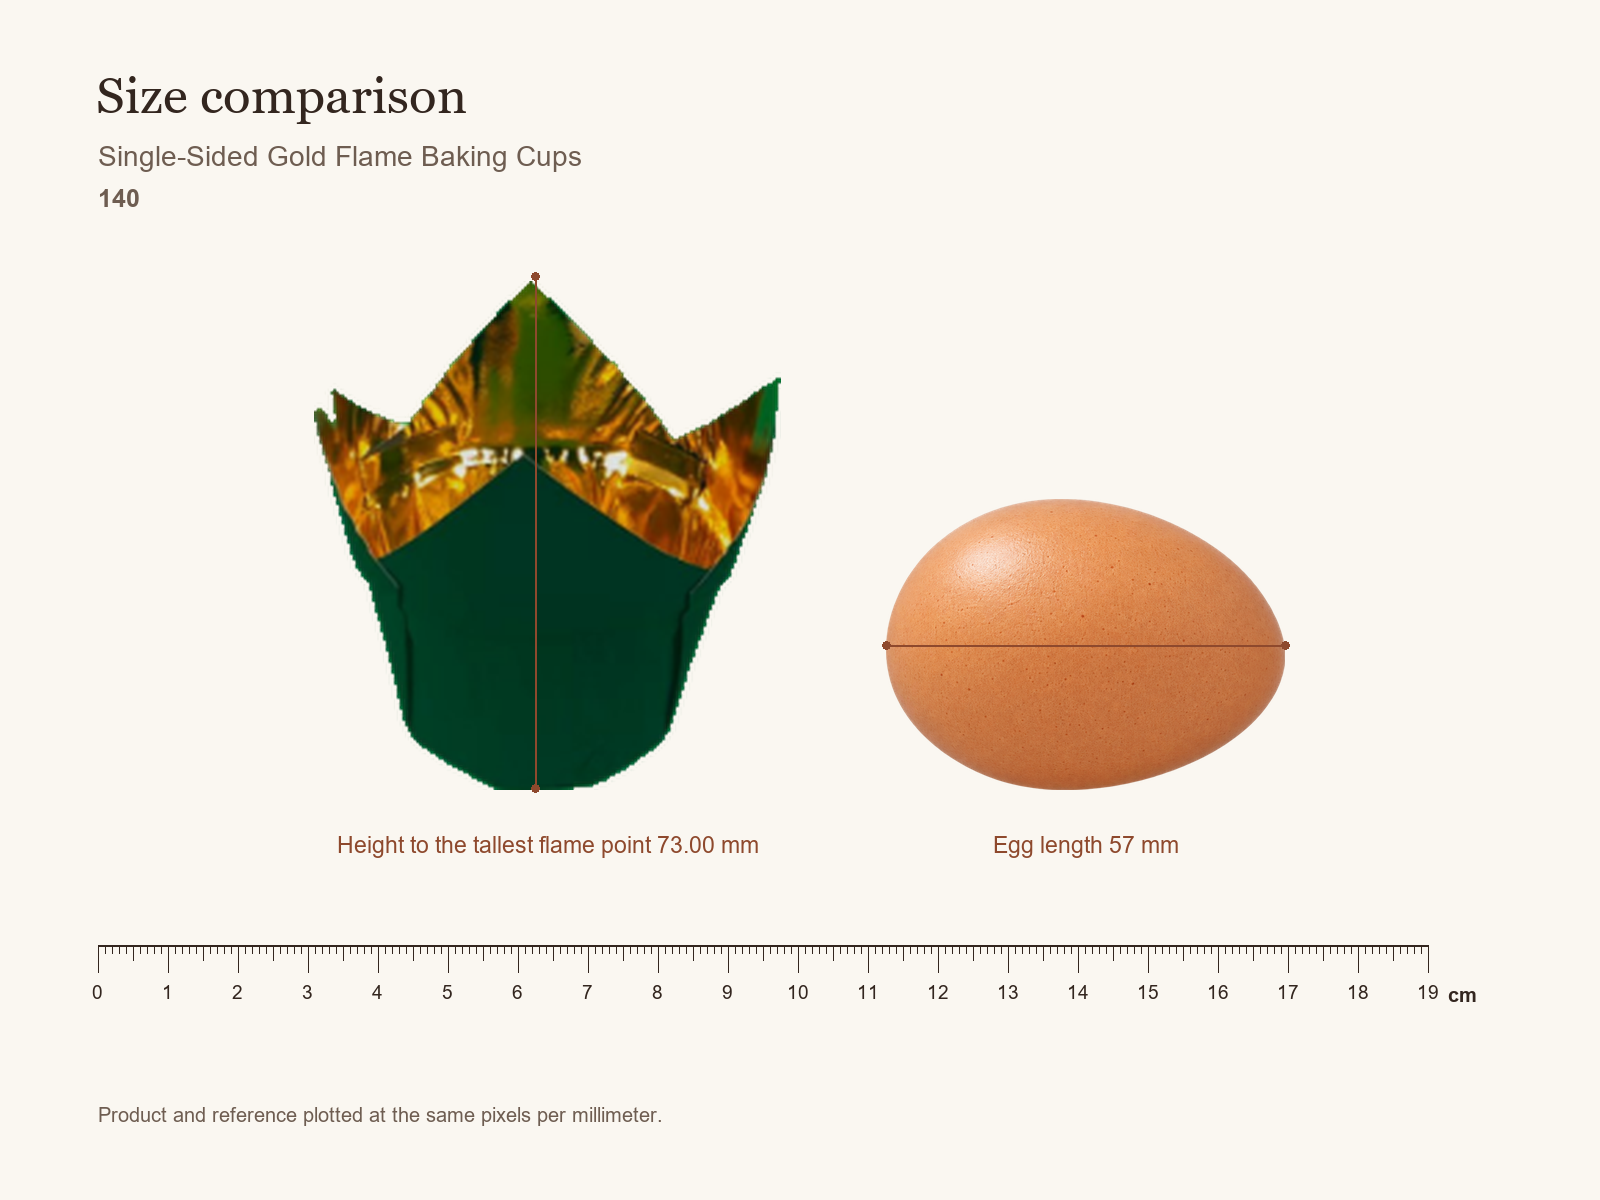 Size comparison
Single-Sided Gold Flame Baking Cups
140
Height to the tallest flame point 73.00 mm
Egg length 57 mm
0 1 2 3 4 5 6 7 8 9 10 11 12 13 14 15 16 17 18 19 cm
Product and reference plotted at the same pixels per millimeter.